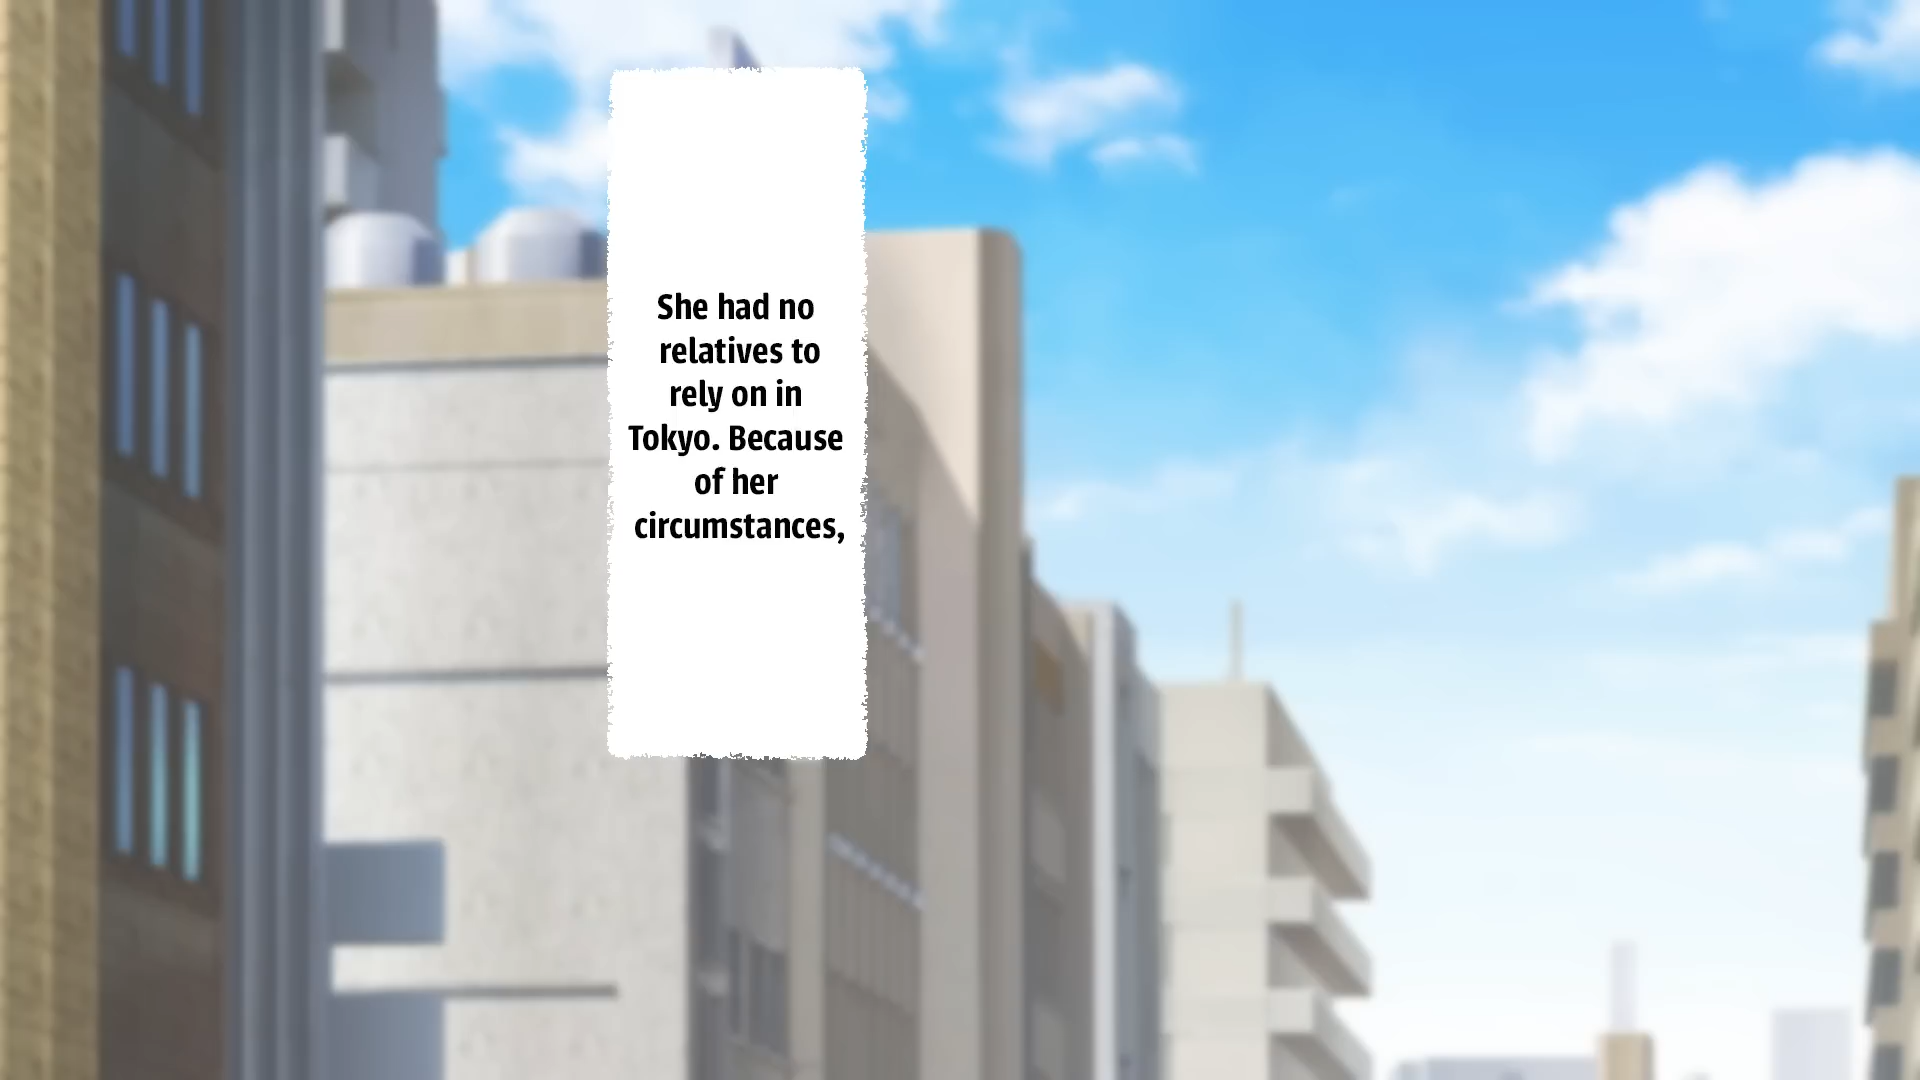 She had no
relatives to
rely on in
Tokyo. Because
of her
circumstances,